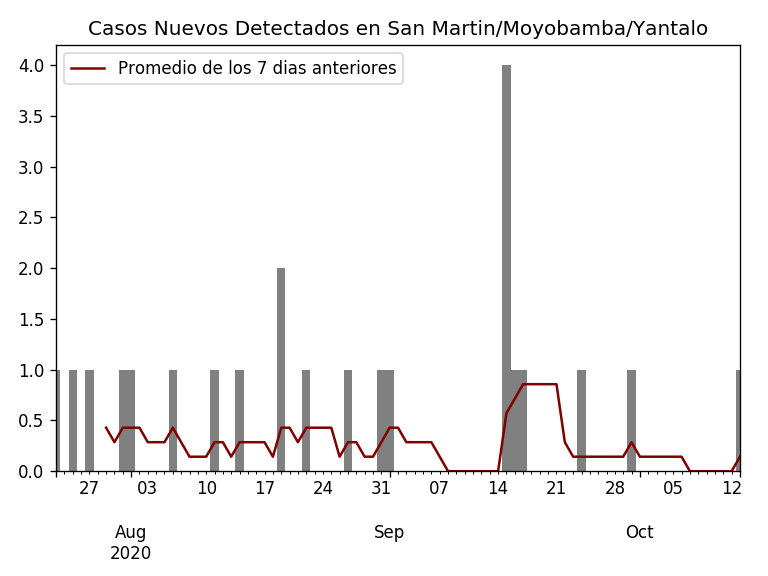 Casos Nuevos Detectados en San Martin/Moyobamba/Yantalo
Promedio de los 7 dias anteriores
4.0
3.5
3.0
2.5
2.0
1.5
1.0
0.5
0.0
27 03 10 17 24 31 07 14 21 28 05 12
Aug Sep Oct
2020